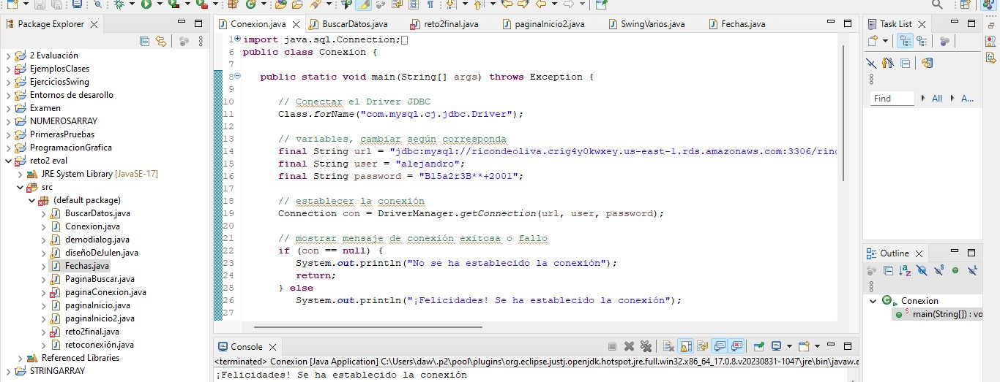 Package Explorer
2 Evaluación
EjemplosClases
EjerciciosSwing
Entornos de desarollo
Examen
NUMEROSARRAY
PrimerasPruebas
ProgramacionGrafica
reto2 eval
JRE System Library [JavaSE-17]
src
(default package)
BuscarDatos.java
Conexion.java
demodialog.java
diseñoDeJulen.java
Fechas.java
PaginaBuscar.java
paginaConexion.java
paginaInicio.java
paginaInicio2.java
reto2final.java
retoconexión.java
Referenced Libraries
STRINGARRAY
Conexion.java BuscarDatos.java reto2final.java paginaInicio2.java SwingVarios.java Fechas.java
1 import java.sql.Connection;
6 public class Conexion {
7
8 public static void main(String[] args) throws Exception {
9
10 // Conectar el Driver JDBC
11 Class.forName("com.mysql.cj.jdbc.Driver");
12
13 // variables, cambiar según corresponda
14 final String url = "jdbc:mysql://ricondeoliva.crig4y0kwxey.us-east-1.rds.amazonaws.com:3306/rinc
15 final String user = "alejandro";
16 final String password = "B15a2r3B**+2001";
17
18 // establecer la conexión
19 Connection con = DriverManager.getConnection(url, user, password);
20
21 // mostrar mensaje de conexión exitosa o fallo
22 if (con == null) {
23 System.out.println("No se ha establecido la conexión");
24 return;
25 } else
26 System.out.println("¡Felicidades! Se ha establecido la conexión");
27
Console
<terminated> Conexion [Java Application] C:\Users\daw\.p2\pool\plugins\org.eclipse.justj.openjdk.hotspot.jre.full.win32.x86_64_17.0.8.v20230831-1047\jre\bin\javaw.e
¡Felicidades! Se ha establecido la conexión
Task List
Find All A...
Outline
Conexion
main(String[]) : vo